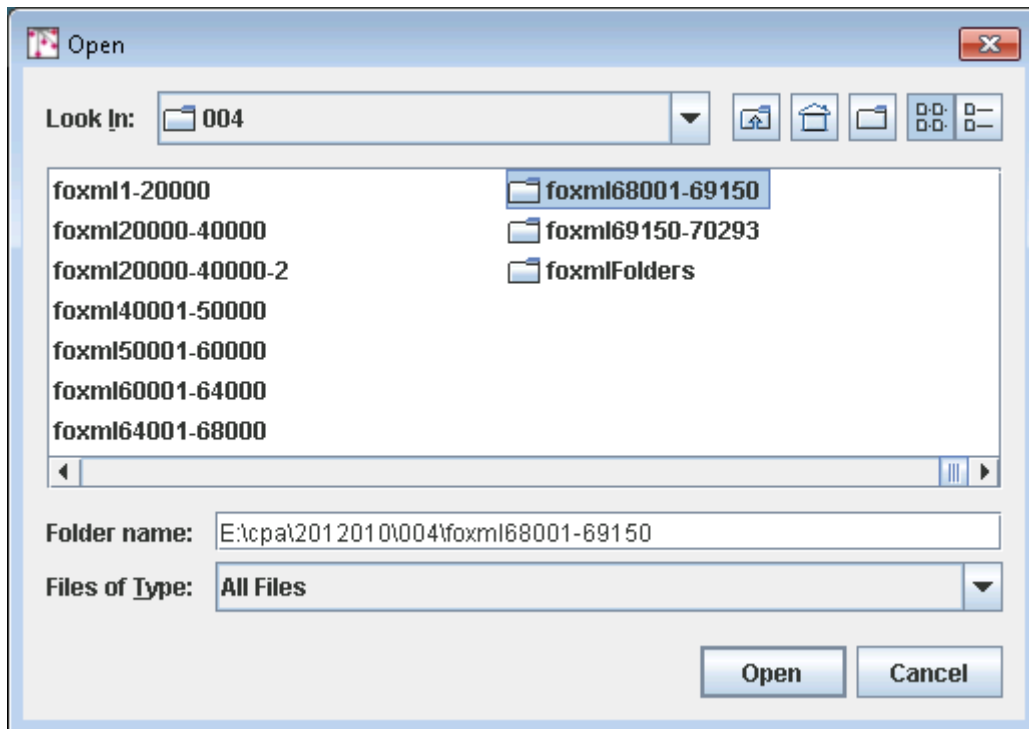 Open
Look In: 004
foxml1-20000
foxml20000-40000
foxml20000-40000-2
foxml40001-50000
foxml50001-60000
foxml60001-64000
foxml64001-68000
foxml68001-69150
foxml69150-70293
foxmlFolders
Folder name: E:\cpa\2012010\004\foxml68001-69150
Files of Type: All Files
Open Cancel